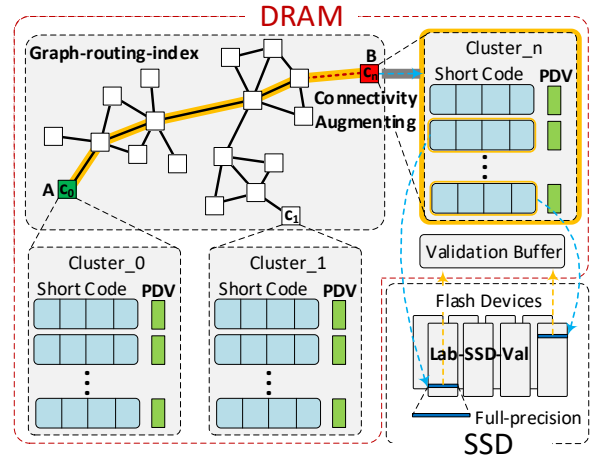 DRAM
Graph-routing-index
B
Cₙ
Connectivity
Augmenting
A
C₀
C₁
Cluster_n
Short Code PDV
Cluster_0
Short Code PDV
Cluster_1
Short Code PDV
Validation Buffer
Flash Devices
Lab-SSD-Val
Full-precision
SSD